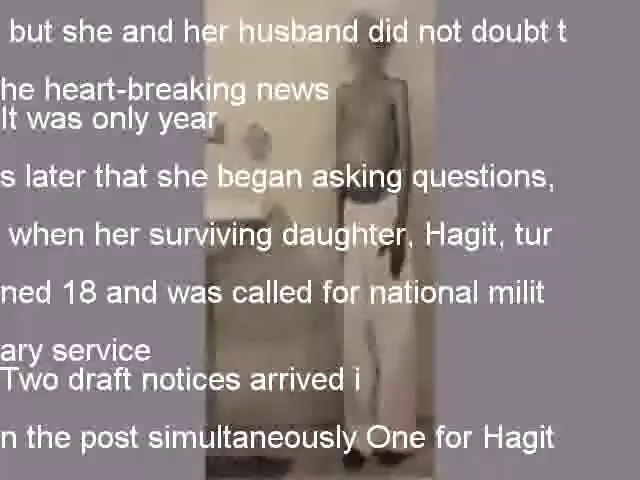 but she and her husband did not doubt t
he heart-breaking news
It was only year
s later that she began asking questions,
when her surviving daughter, Hagit, tur
ned 18 and was called for national milit
ary service
Two draft notices arrived i
n the post simultaneously One for Hagit